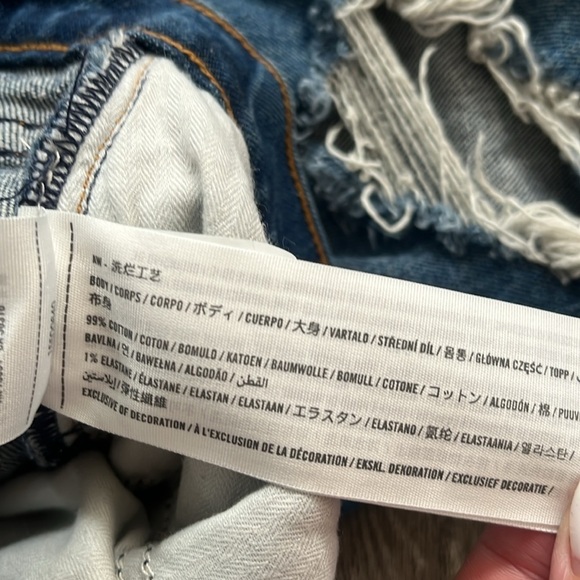 - 洗烂工艺
BODY / CORPS / CORPO / ボディ / CUERPO / 大身 / VARTALO / STŘEDNÍ DÍL / 몸통 / GŁÓWNA CZĘŚĆ / TOPP /
布身
99% COTTON / COTON / BOMULD / KATOEN / BAUMWOLLE / BOMULL / COTONE / コットン / ALGODÓN / 棉 /
BAVLNA / 면 / BAWEŁNA / ALGODÃO / القطن /
1% ELASTANE / ÉLASTANE / ELASTAN / ELASTAAN / エラスタン / ELASTANO / 氨纶 / ELASTAANIA / 엘라스탄 /
إيلاستين / 弹性纖維
EXCLUSIVE OF DECORATION / À L'EXCLUSION DE LA DÉCORATION / EKSKL. DEKORATION / EXCLUSIEF DECORATIE /